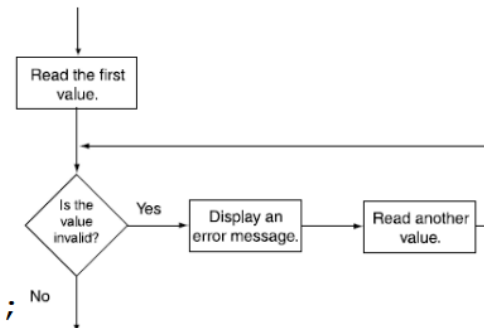 Read the first
value.
Is the
value
invalid?
Yes
Display an
error message.
Read another
value.
No
;